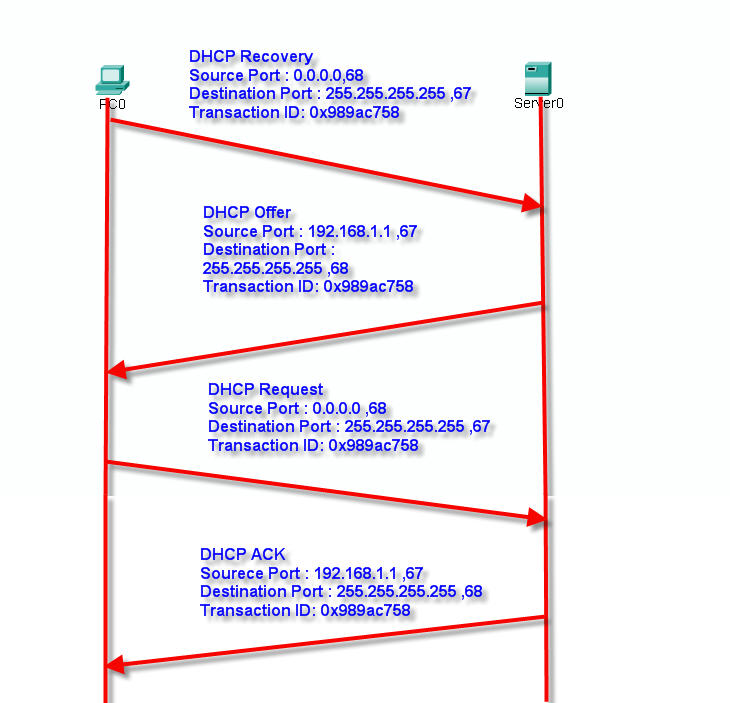 DHCP Recovery
Source Port : 0.0.0.0,68
Destination Port : 255.255.255.255 ,67
Transaction ID: 0x989ac758
PC0
Server0
DHCP Offer
Source Port : 192.168.1.1 ,67
Destination Port :
255.255.255.255 ,68
Transaction ID: 0x989ac758
DHCP Request
Source Port : 0.0.0.0 ,68
Destination Port : 255.255.255.255 ,67
Transaction ID: 0x989ac758
DHCP ACK
Sourece Port : 192.168.1.1 ,67
Destination Port : 255.255.255.255 ,68
Transaction ID: 0x989ac758